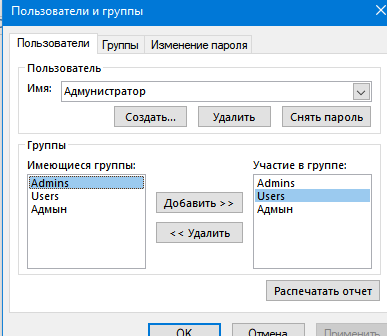 Пользователи и группы
Пользователи Группы Изменение пароля
Пользователь
Имя: Адмунистратор
Создать... Удалить Снять пароль
Группы
Имеющиеся группы: Участие в группе:
Admins Admins
Users Добавить >> Users
Адмын Адмын
<< Удалить
Распечатать отчет
OK Отмена Применить